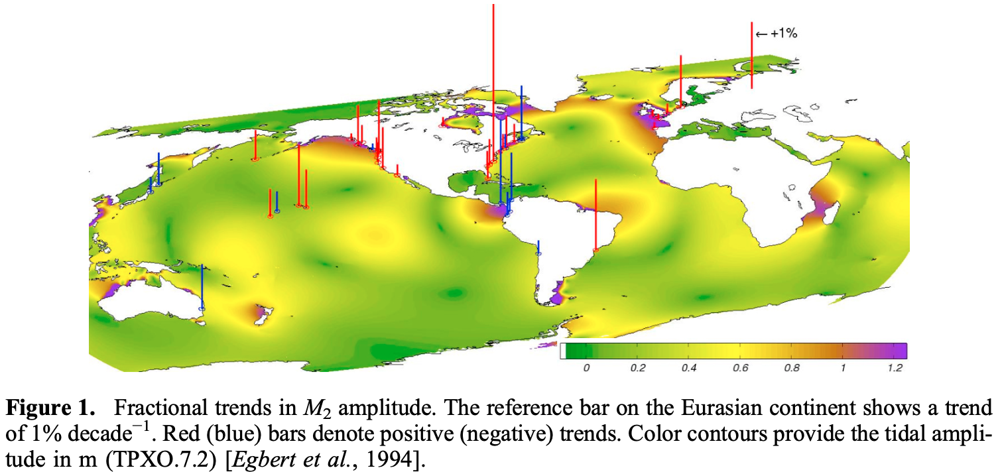 ← +1%
0 0.2 0.4 0.6 0.8 1 1.2
Figure 1. Fractional trends in M₂ amplitude. The reference bar on the Eurasian continent shows a trend
of 1% decade⁻¹. Red (blue) bars denote positive (negative) trends. Color contours provide the tidal ampli-
tude in m (TPXO.7.2) [Egbert et al., 1994].